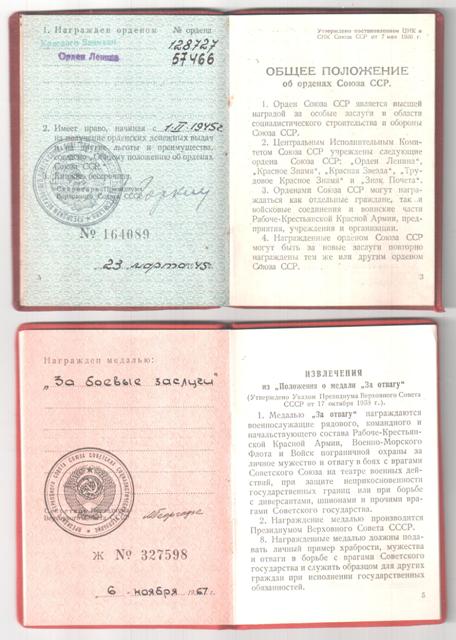 1. Награжден орденом
№ ордена
Красного Знамени
128727
Орден Ленина
57466
2. Имеет право, начиная с 1-II-1945г
на получение орденских денежных выдач
и на другие льготы и преимущества,
согласно „Общему положению об орденах
Союза ССР".
3. Книжка бессрочна.
Секретарь Президиума
Верховного Совета СССР
№ 164089
23 марта 45г.
Утверждено постановлением ЦИК и
СНК Союза ССР от 7 мая 1936 г.
ОБЩЕЕ ПОЛОЖЕНИЕ
об орденах Союза ССР.
1. Орден Союза ССР является высшей
наградой за особые заслуги в области
социалистического строительства и обороны
Союза ССР.
2. Центральным Исполнительным Коми-
тетом Союза ССР учреждены следующие
ордена Союза ССР: „Орден Ленина",
„Красное Знамя", „Красная Звезда", „Тру-
довое Красное Знамя" и „Знак Почета".
3. Орденами Союза ССР могут награ-
ждаться как отдельные граждане, так и
войсковые соединения и воинские части
Рабоче-Крестьянской Красной Армии, пред-
приятия, учреждения и организации.
4. Награжденные орденом Союза ССР
могут быть за новые заслуги повторно
награждены тем же или другим орденом
Союза ССР.
3
Награжден медалью:
„За боевые заслуги"
Ж № 327598
6 ноября 1967 г.
ИЗВЛЕЧЕНИЯ
из „Положения о медали „За отвагу"
(Утверждено Указом Президиума Верховного Совета
СССР от 17 октября 1938 г.).
1. Медалью „За отвагу" награждаются
военнослужащие рядового, командного и
начальствующего состава Рабоче-Крестьян-
ской Красной Армии, Военно-Морского
Флота и Войск пограничной охраны за
личное мужество и отвагу в боях с врагами
Советского Союза на театре военных дей-
ствий, при защите неприкосновенности
государственных границ или при борьбе
с диверсантами, шпионами и прочими врага-
ми Советского государства.
2. Награждение медалью производится
Президиумом Верховного Совета СССР.
8. Награжденные медалью должны пода-
вать личный пример храбрости, мужества
и отваги в борьбе с врагами Советского
государства и служить образцом для других
граждан при исполнении государственных
обязанностей.
5